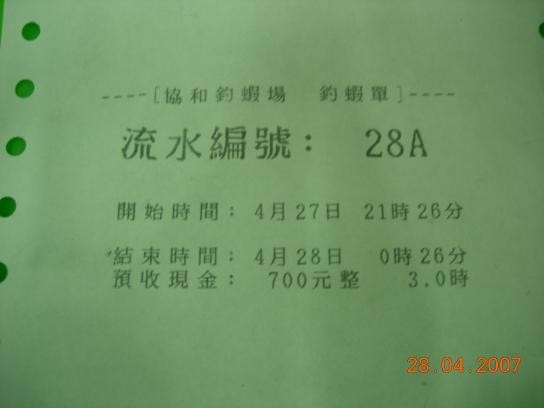 ----[協和釣蝦場 釣蝦單]----
流水編號： 28A
開始時間：4月27日 21時26分
結束時間：4月28日 0時26分
預收現金： 700元整 3.0時
28.04.2007